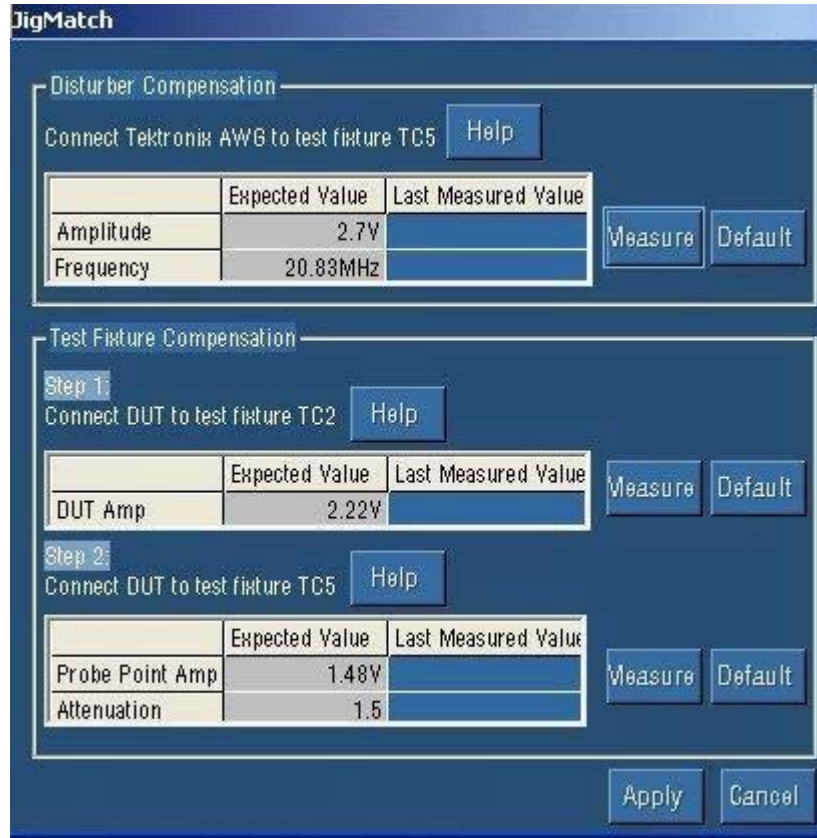 JigMatch
Disturber Compensation
Connect Tektronix AWG to test fixture TC5 Help
Expected Value Last Measured Value
Amplitude 2.7V Measure Default
Frequency 20.83MHz
Test Fixture Compensation
Step 1:
Connect DUT to test fixture TC2 Help
Expected Value Last Measured Value
DUT Amp 2.22V Measure Default
Step 2:
Connect DUT to test fixture TC5 Help
Expected Value Last Measured Value
Probe Point Amp 1.48V Measure Default
Attenuation 1.5
Apply Cancel